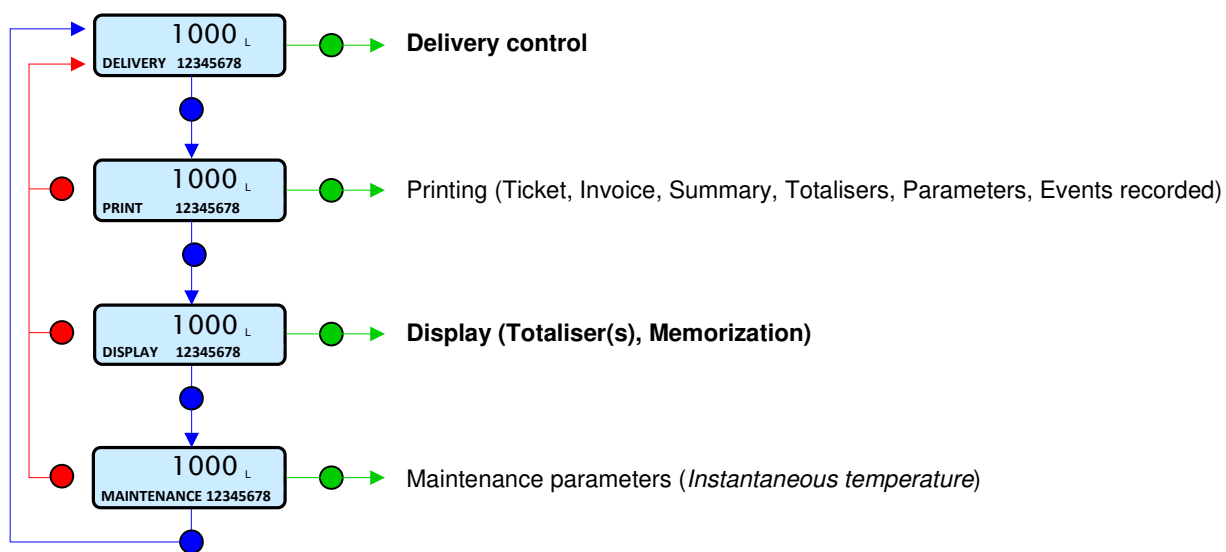 1000 L
DELIVERY 12345678
Delivery control
1000 L
PRINT 12345678
Printing (Ticket, Invoice, Summary, Totalisers, Parameters, Events recorded)
1000 L
DISPLAY 12345678
Display (Totaliser(s), Memorization)
1000 L
MAINTENANCE 12345678
Maintenance parameters (Instantaneous temperature)